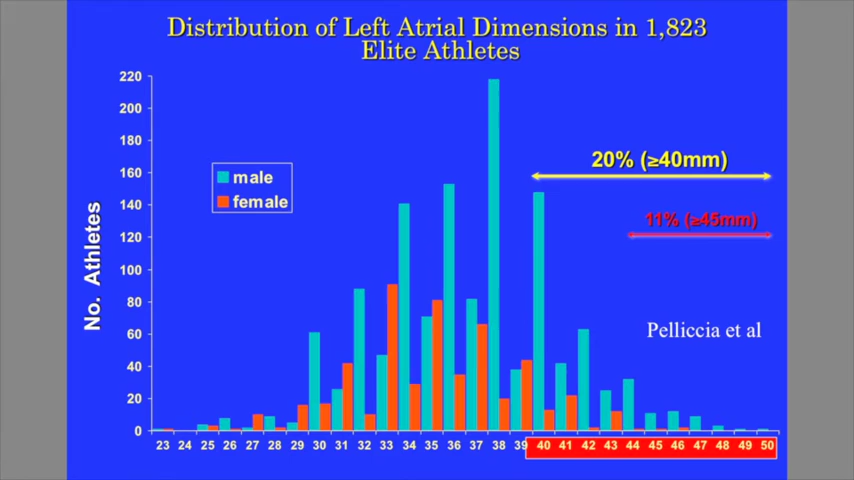 Distribution of Left Atrial Dimensions in 1,823
Elite Athletes
220
200
180
160
140
120
100
80
60
40
20
0
No. Athletes
male
female
20% (≥40mm)
11% (≥45mm)
Pelliccia et al
23 24 25 26 27 28 29 30 31 32 33 34 35 36 37 38 39 40 41 42 43 44 45 46 47 48 49 50